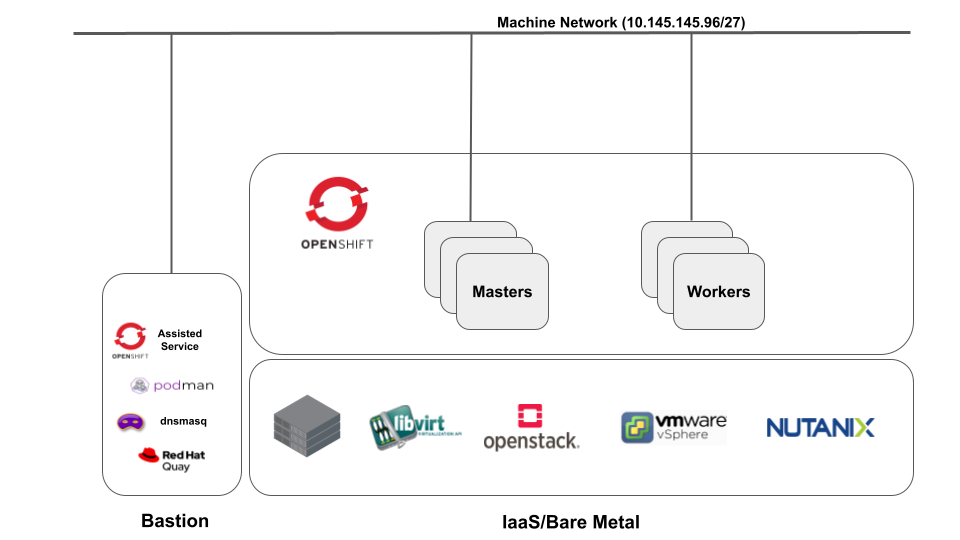 Machine Network (10.145.145.96/27)
OPENSHIFT
Masters
Workers
OPENSHIFT
Assisted
Service
podman
dnsmasq
Red Hat
Quay
libvirt
VIRTUALIZATION API
openstack.
vmware
vSphere
NUTANIX
Bastion
IaaS/Bare Metal